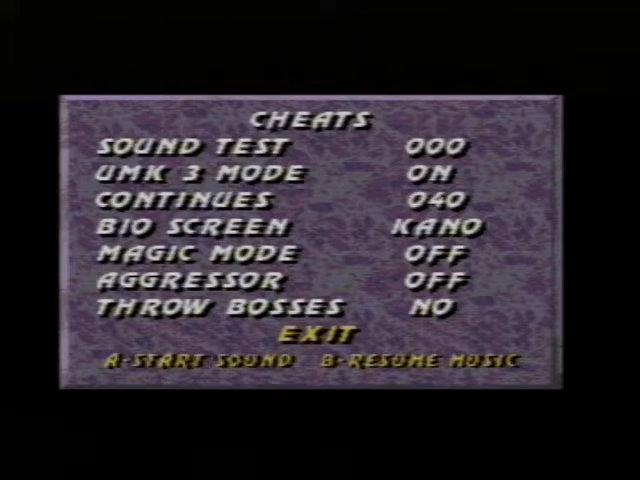 CHEATS
SOUND TEST 000
UMK 3 MODE ON
CONTINUES 040
BIO SCREEN KANO
MAGIC MODE OFF
AGGRESSOR OFF
THROW BOSSES NO
EXIT
A-START SOUND B-RESUME MUSIC